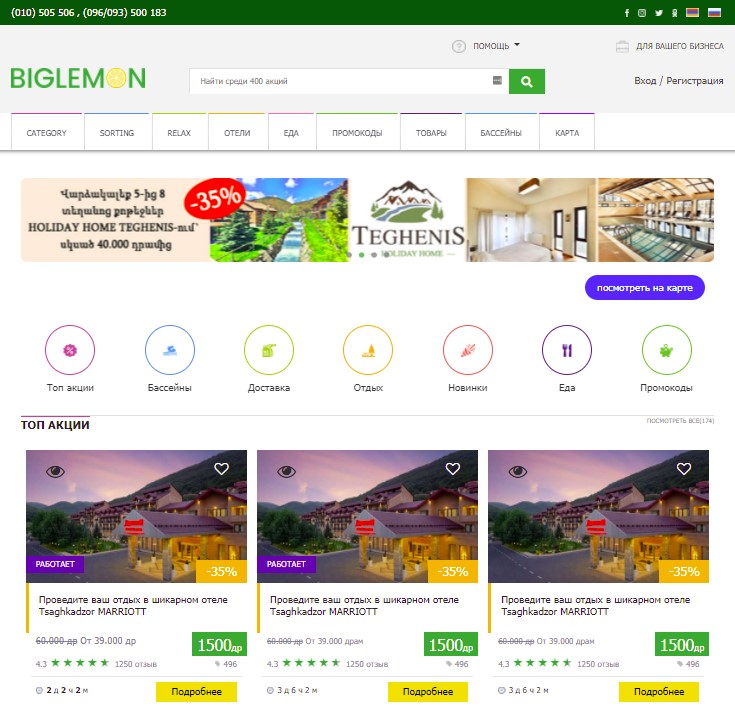 (010) 505 506 , (096/093) 500 183
ПОМОЩЬ
ДЛЯ ВАШЕГО БИЗНЕСА
BIGLEMON
Найти среди 400 акций
Вход / Регистрация
CATEGORY SORTING RELAX ОТЕЛИ ЕДА ПРОМОКОДЫ ТОВАРЫ БАССЕЙНЫ КАРТА
Վարձակալեք 5-ից 8
տեղանոց քոթեջներ
HOLIDAY HOME TEGHENIS-ում՝
սկսած 40.000 դրամից
-35%
TEGHENIS
HOLIDAY HOME
посмотреть на карте
Топ акции Бассейны Доставка Отдых Новинки Еда Промокоды
ТОП АКЦИИ
ПОСМОТРЕТЬ ВСЕ(174)
РАБОТАЕТ
-35%
Проведите ваш отдых в шикарном отеле
Tsaghkadzor MARRIOTT
60.000 др От 39.000 др
1500др
4.3 1250 отзыв
496
2 д 2 ч 2 м
Подробнее
РАБОТАЕТ
-35%
Проведите ваш отдых в шикарном отеле
Tsaghkadzor MARRIOTT
60.000 др От 39.000 драм
1500др
4.3 1250 отзыв
496
3 д 6 ч 2 м
Подробнее
-35%
Проведите ваш отдых в шикарном отеле
Tsaghkadzor MARRIOTT
60.000 др От 39.000 драм
1500др
4.3 1250 отзыв
496
3 д 6 ч 2 м
Подробнее